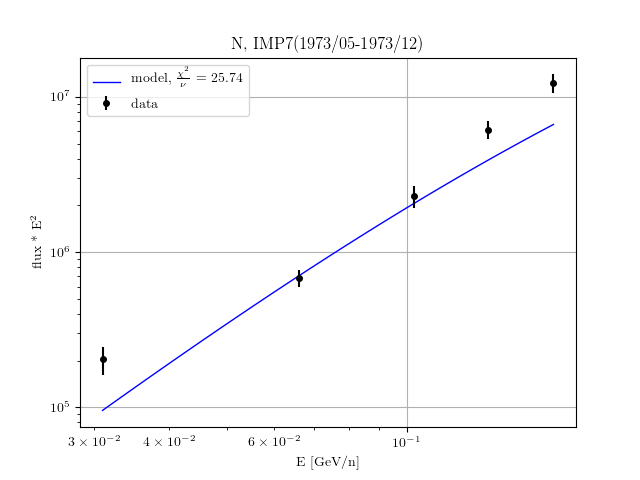 N, IMP7(1973/05-1973/12)
model, χ²/ν = 25.74
data
flux * E²
10⁷
10⁶
10⁵
3 × 10⁻²
4 × 10⁻²
6 × 10⁻²
10⁻¹
E [GeV/n]